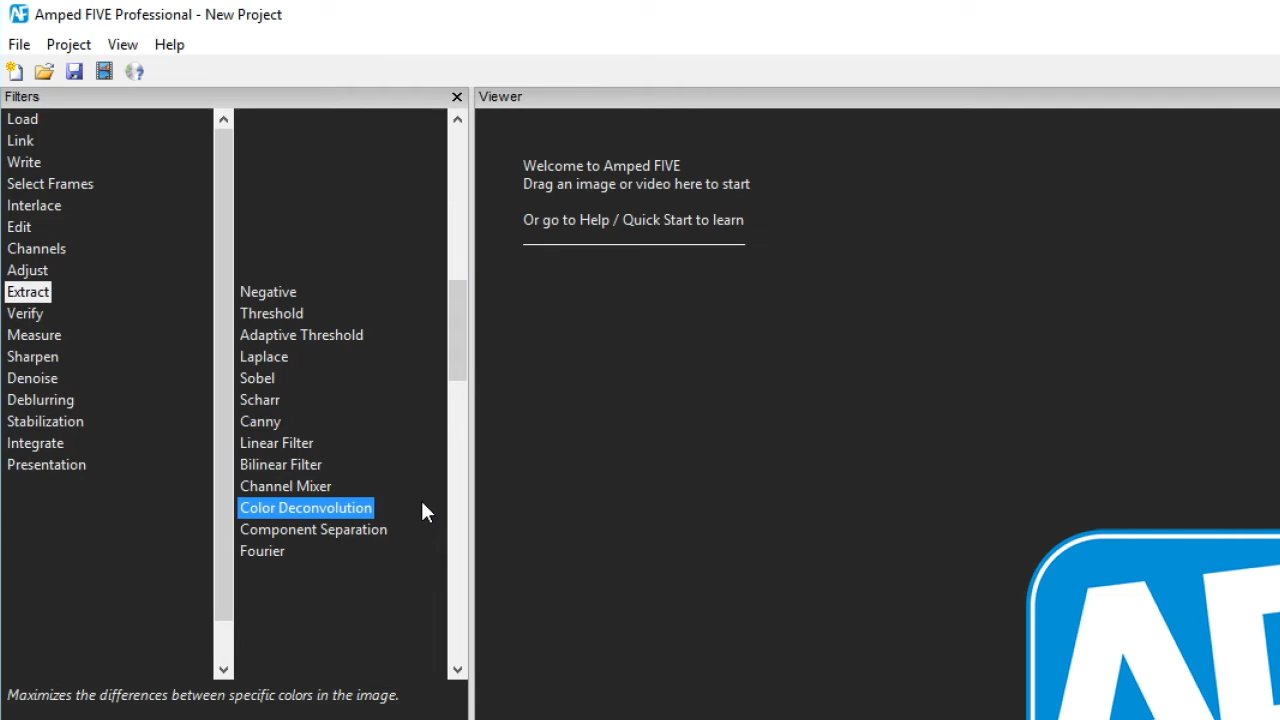 Amped FIVE Professional - New Project
File Project View Help
Filters
Viewer
Load
Link
Write
Select Frames
Interlace
Edit
Channels
Adjust
Extract
Verify
Measure
Sharpen
Denoise
Deblurring
Stabilization
Integrate
Presentation
Negative
Threshold
Adaptive Threshold
Laplace
Sobel
Scharr
Canny
Linear Filter
Bilinear Filter
Channel Mixer
Color Deconvolution
Component Separation
Fourier
Maximizes the differences between specific colors in the image.
Welcome to Amped FIVE
Drag an image or video here to start
Or go to Help / Quick Start to learn
AF